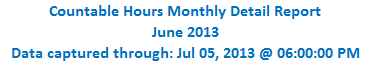 Countable Hours Monthly Detail Report
June 2013
Data captured through: Jul 05, 2013 @ 06:00:00 PM